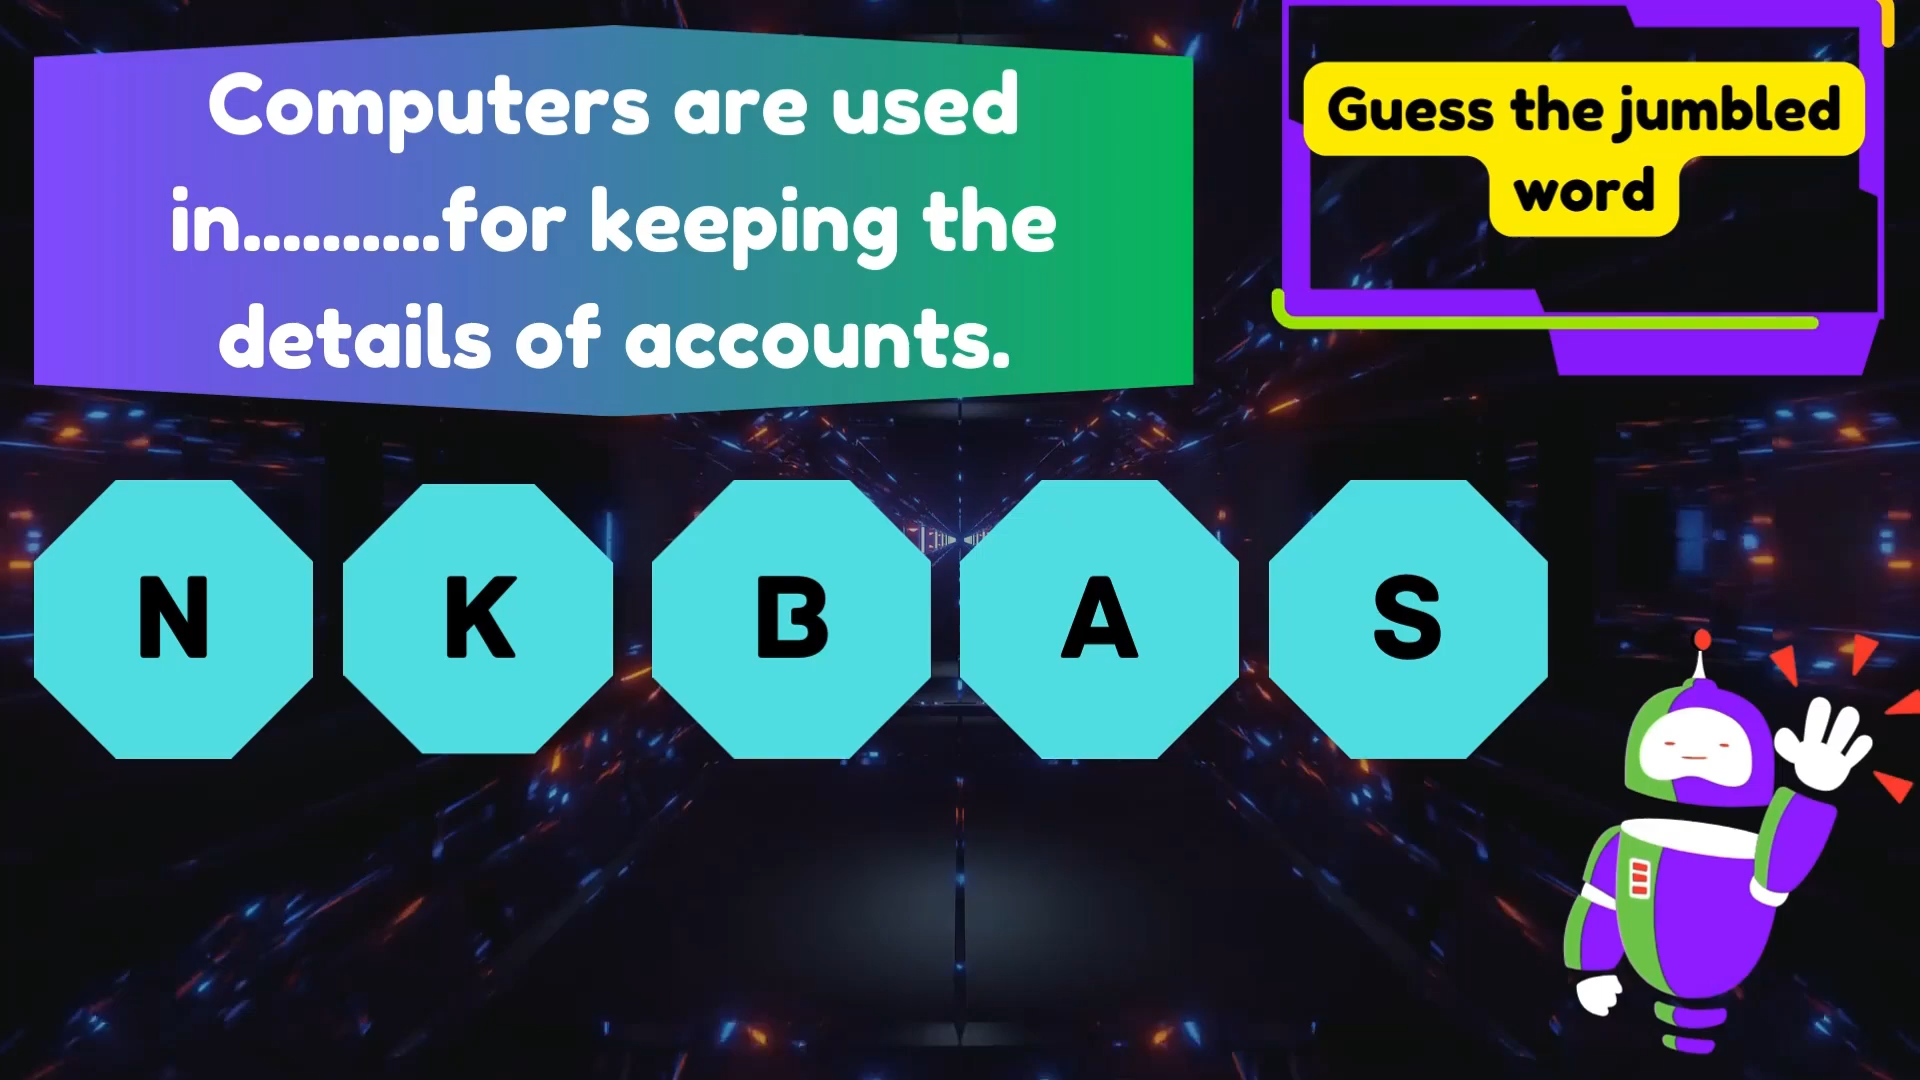 Computers are used
in..........for keeping the
details of accounts.
Guess the jumbled
word
N K B A S